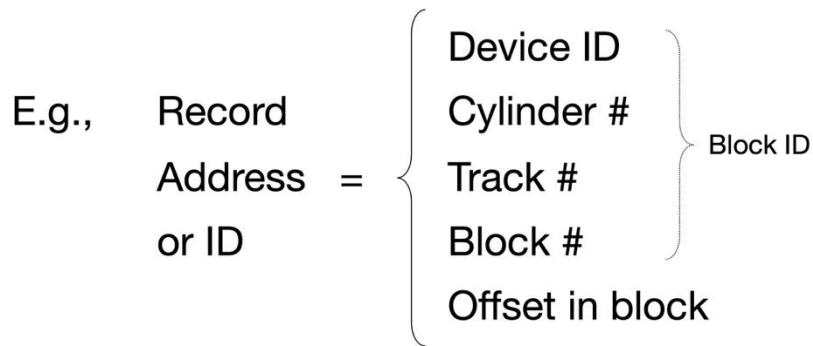 Device ID
E.g., Record Cylinder #
Address = Track # Block ID
or ID Block #
Offset in block